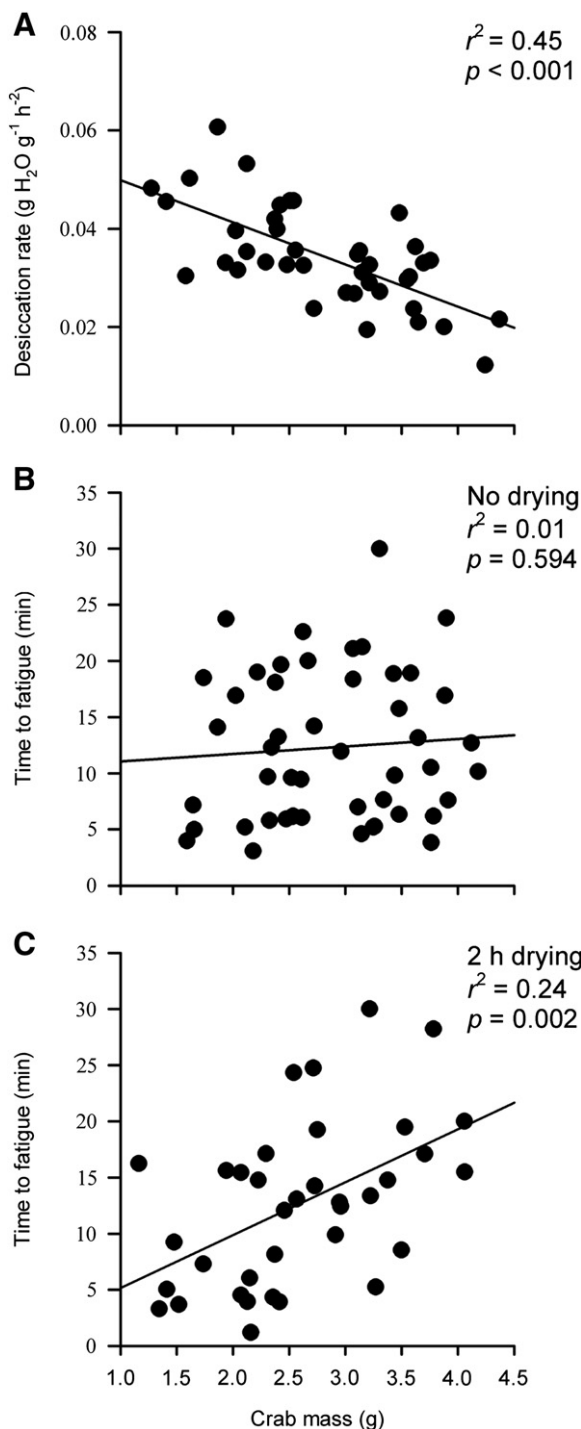 A
0.08
0.06
0.04
0.02
0.00
Desiccation rate (g H₂O g⁻¹ h⁻²)
r² = 0.45
p < 0.001
B
35
30
25
20
15
10
5
0
Time to fatigue (min)
No drying
r² = 0.01
p = 0.594
C
35
30
25
20
15
10
5
0
Time to fatigue (min)
2 h drying
r² = 0.24
p = 0.002
1.0 1.5 2.0 2.5 3.0 3.5 4.0 4.5
Crab mass (g)